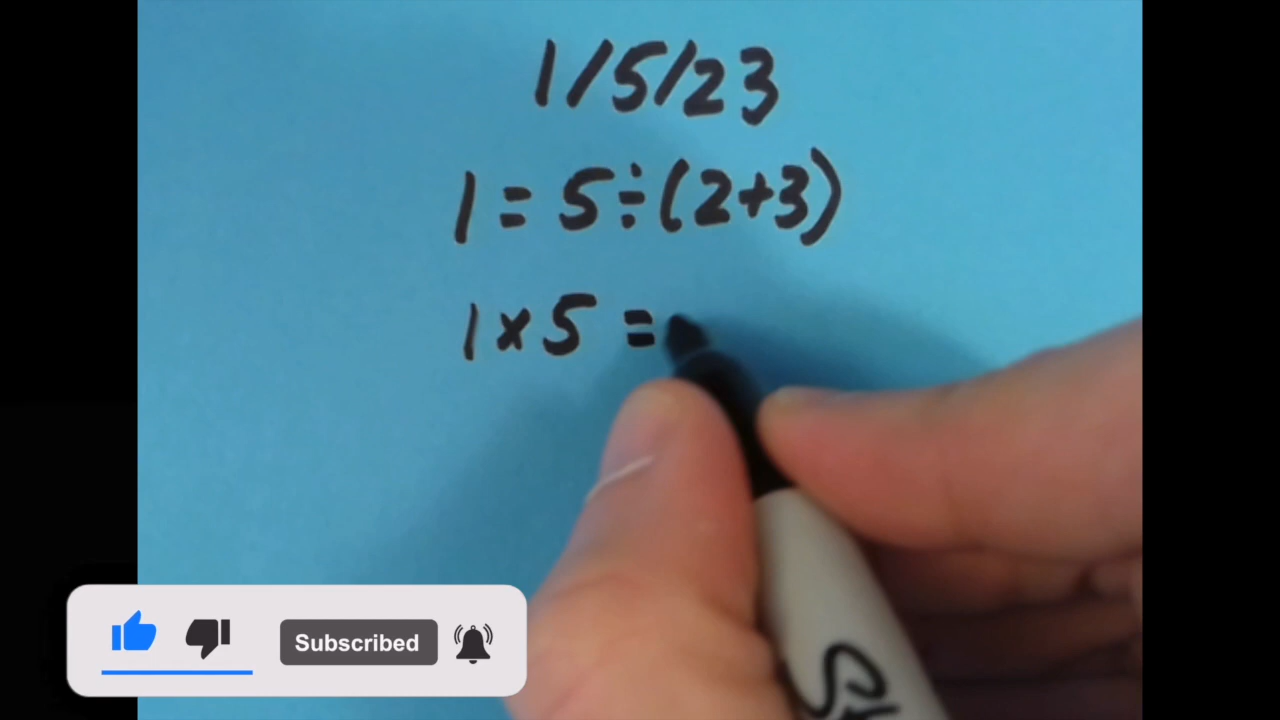 1/5/23
1 = 5÷(2+3)
1×5 =
Subscribed